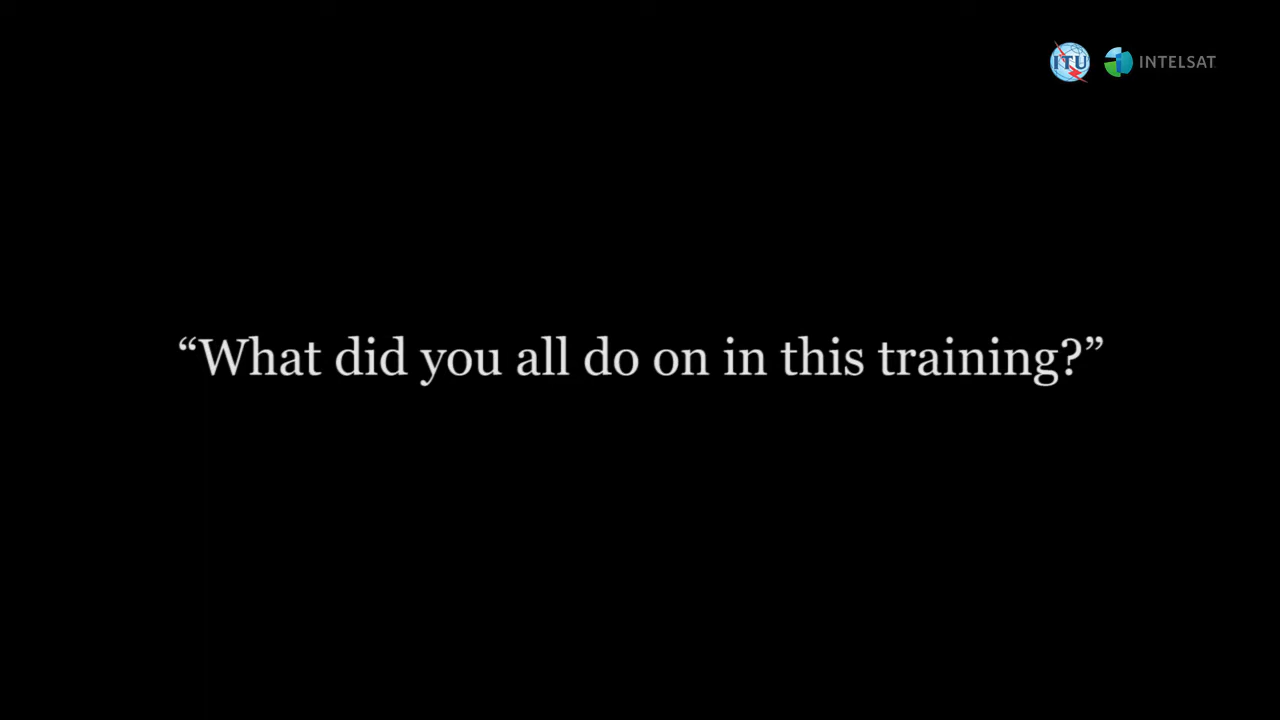 ITU INTELSAT
“What did you all do on in this training?”